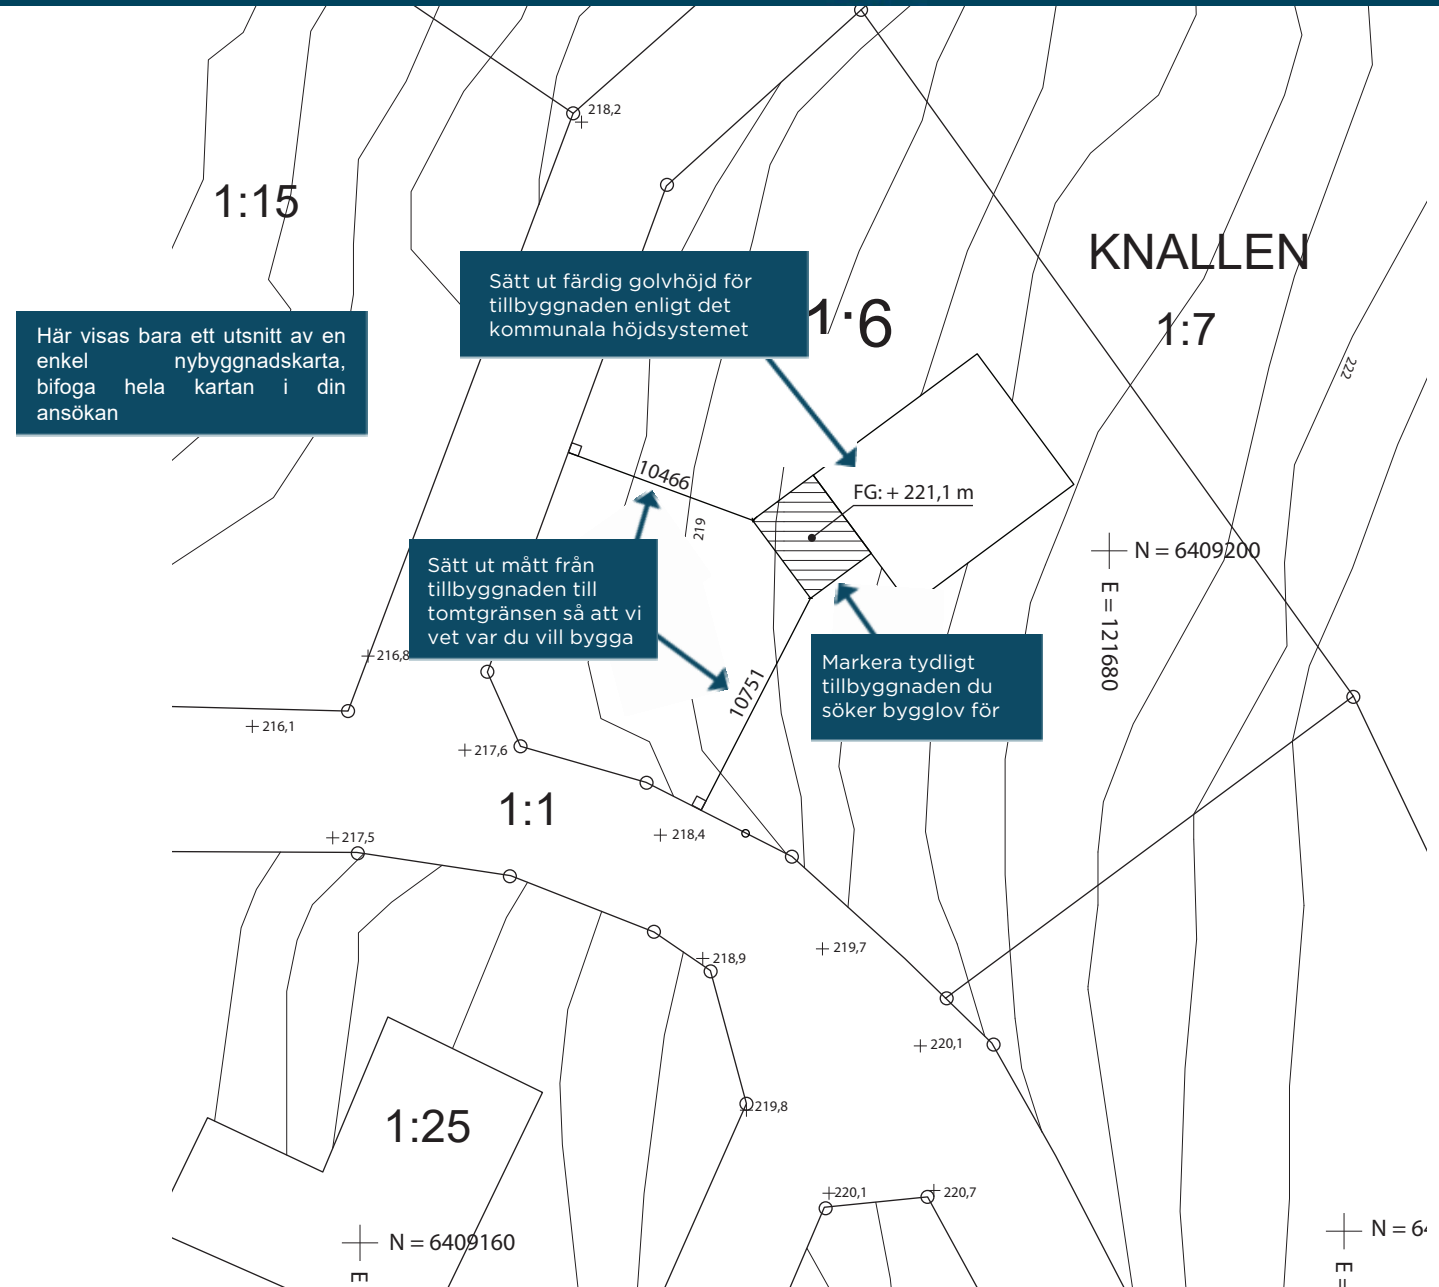 218,2
1:15
KNALLEN
1:7
1:6
Sätt ut färdig golvhöjd för
tillbyggnaden enligt det
kommunala höjdsystemet
Här visas bara ett utsnitt av en
enkel nybyggnadskarta,
bifoga hela kartan i din
ansökan
222
10466
FG: + 221,1 m
219
N = 6409200
E = 121680
Sätt ut mått från
tillbyggnaden till
tomtgränsen så att vi
vet var du vill bygga
Markera tydligt
tillbyggnaden du
söker bygglov för
216,8
10751
216,1
217,6
1:1
217,5
218,4
219,7
218,9
220,1
219,8
1:25
220,1
220,7
N = 6409160
E
N = 64
E =